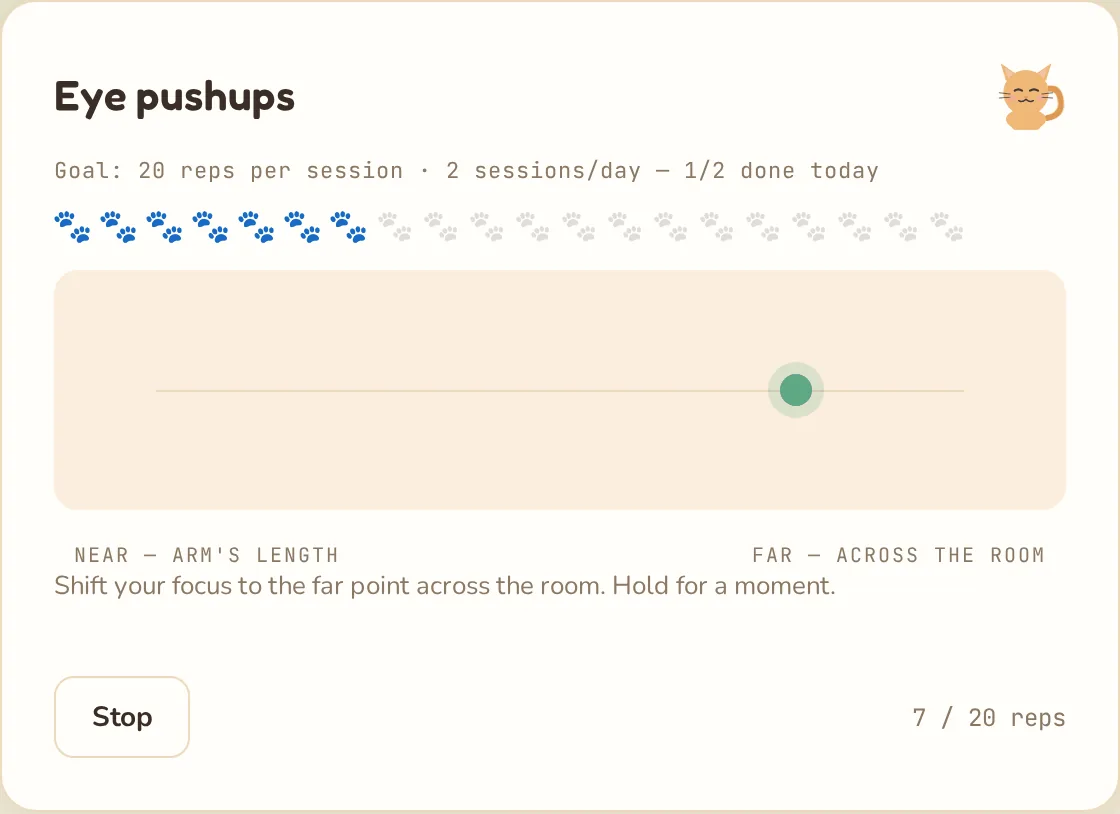 Eye pushups
Goal: 20 reps per session · 2 sessions/day — 1/2 done today
NEAR — ARM'S LENGTH
FAR — ACROSS THE ROOM
Shift your focus to the far point across the room. Hold for a moment.
Stop
7 / 20 reps